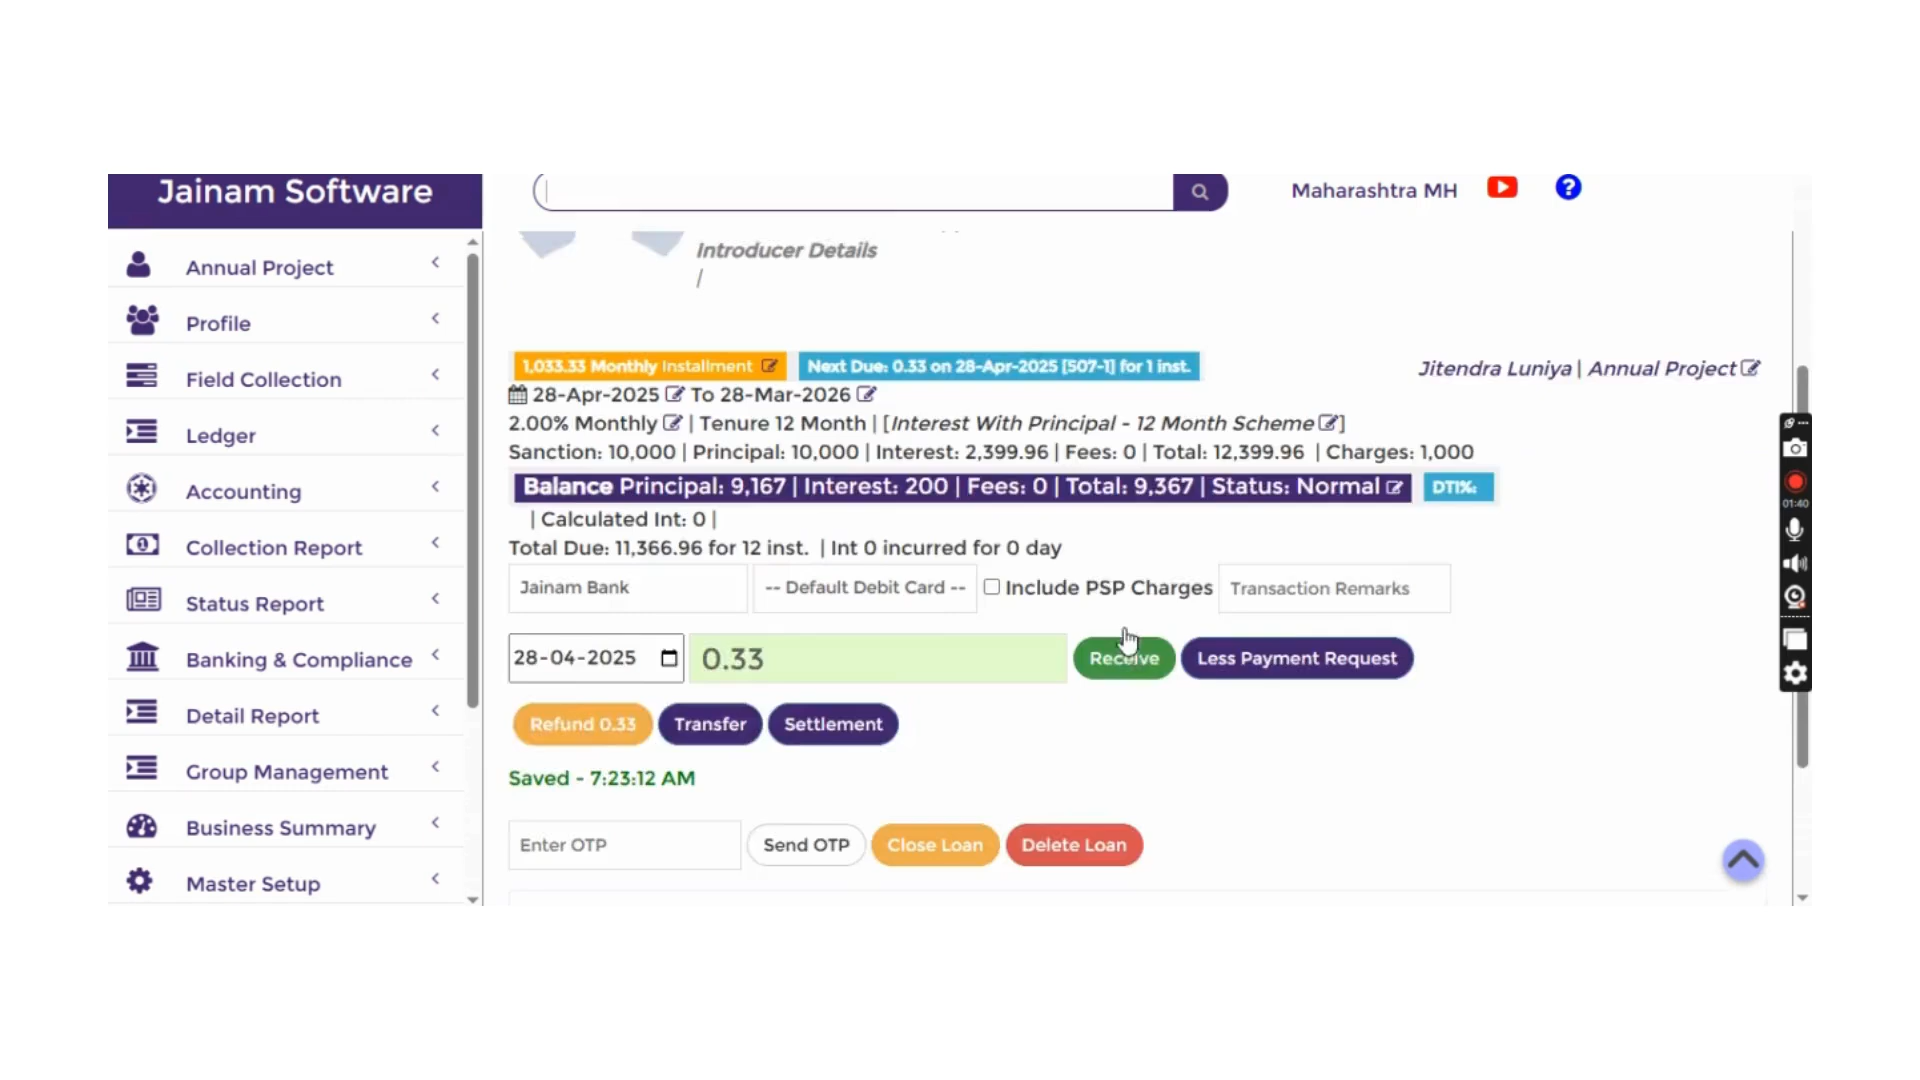 Jainam Software
Maharashtra MH
Annual Project
Profile
Field Collection
Ledger
Accounting
Collection Report
Status Report
Banking & Compliance
Detail Report
Group Management
Business Summary
Master Setup
Introducer Details
/
1,033.33 Monthly Installment Next Due: 0.33 on 28-Apr-2025 [507-1] for 1 inst.
Jitendra Luniya | Annual Project
28-Apr-2025 To 28-Mar-2026
2.00% Monthly | Tenure 12 Month | [Interest With Principal - 12 Month Scheme ]
Sanction: 10,000 | Principal: 10,000 | Interest: 2,399.96 | Fees: 0 | Total: 12,399.96 | Charges: 1,000
Balance Principal: 9,167 | Interest: 200 | Fees: 0 | Total: 9,367 | Status: Normal DTI%:
| Calculated Int: 0 |
Total Due: 11,366.96 for 12 inst. | Int 0 incurred for 0 day
Jainam Bank -- Default Debit Card -- Include PSP Charges Transaction Remarks
28-04-2025 0.33 Receive Less Payment Request
Refund 0.33 Transfer Settlement
Saved - 7:23:12 AM
Enter OTP Send OTP Close Loan Delete Loan
01:40